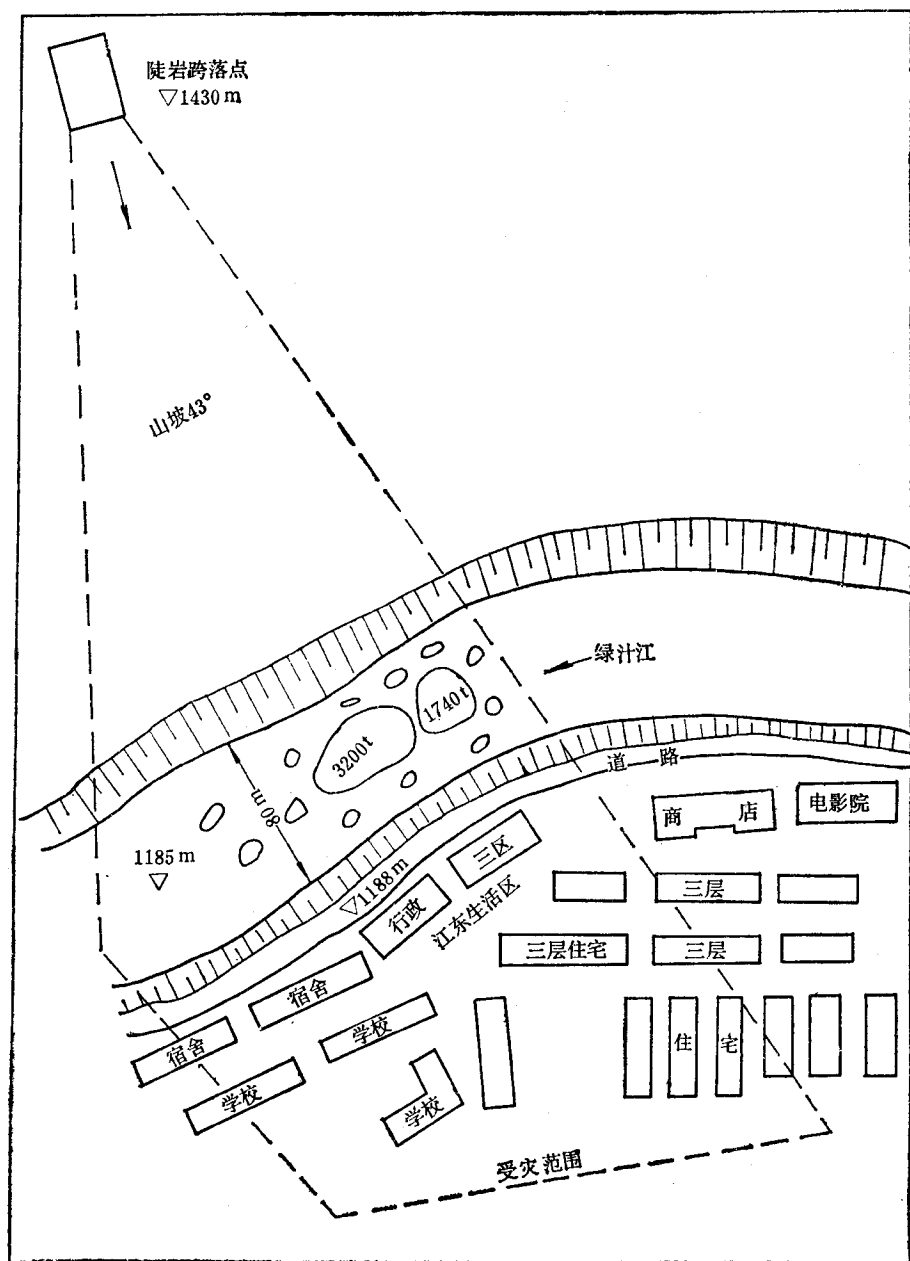 陡岩跨落点
▽1430 m
山坡43°
绿汁江
1740 t
3200t
80 m
道 路
商 店
电影院
1185 m
▽
三区
▽1188 m
行政
江东生活区
三层
三层住宅
三层
宿舍
宿舍
学校
学校
学校
住 宅
受灾范围